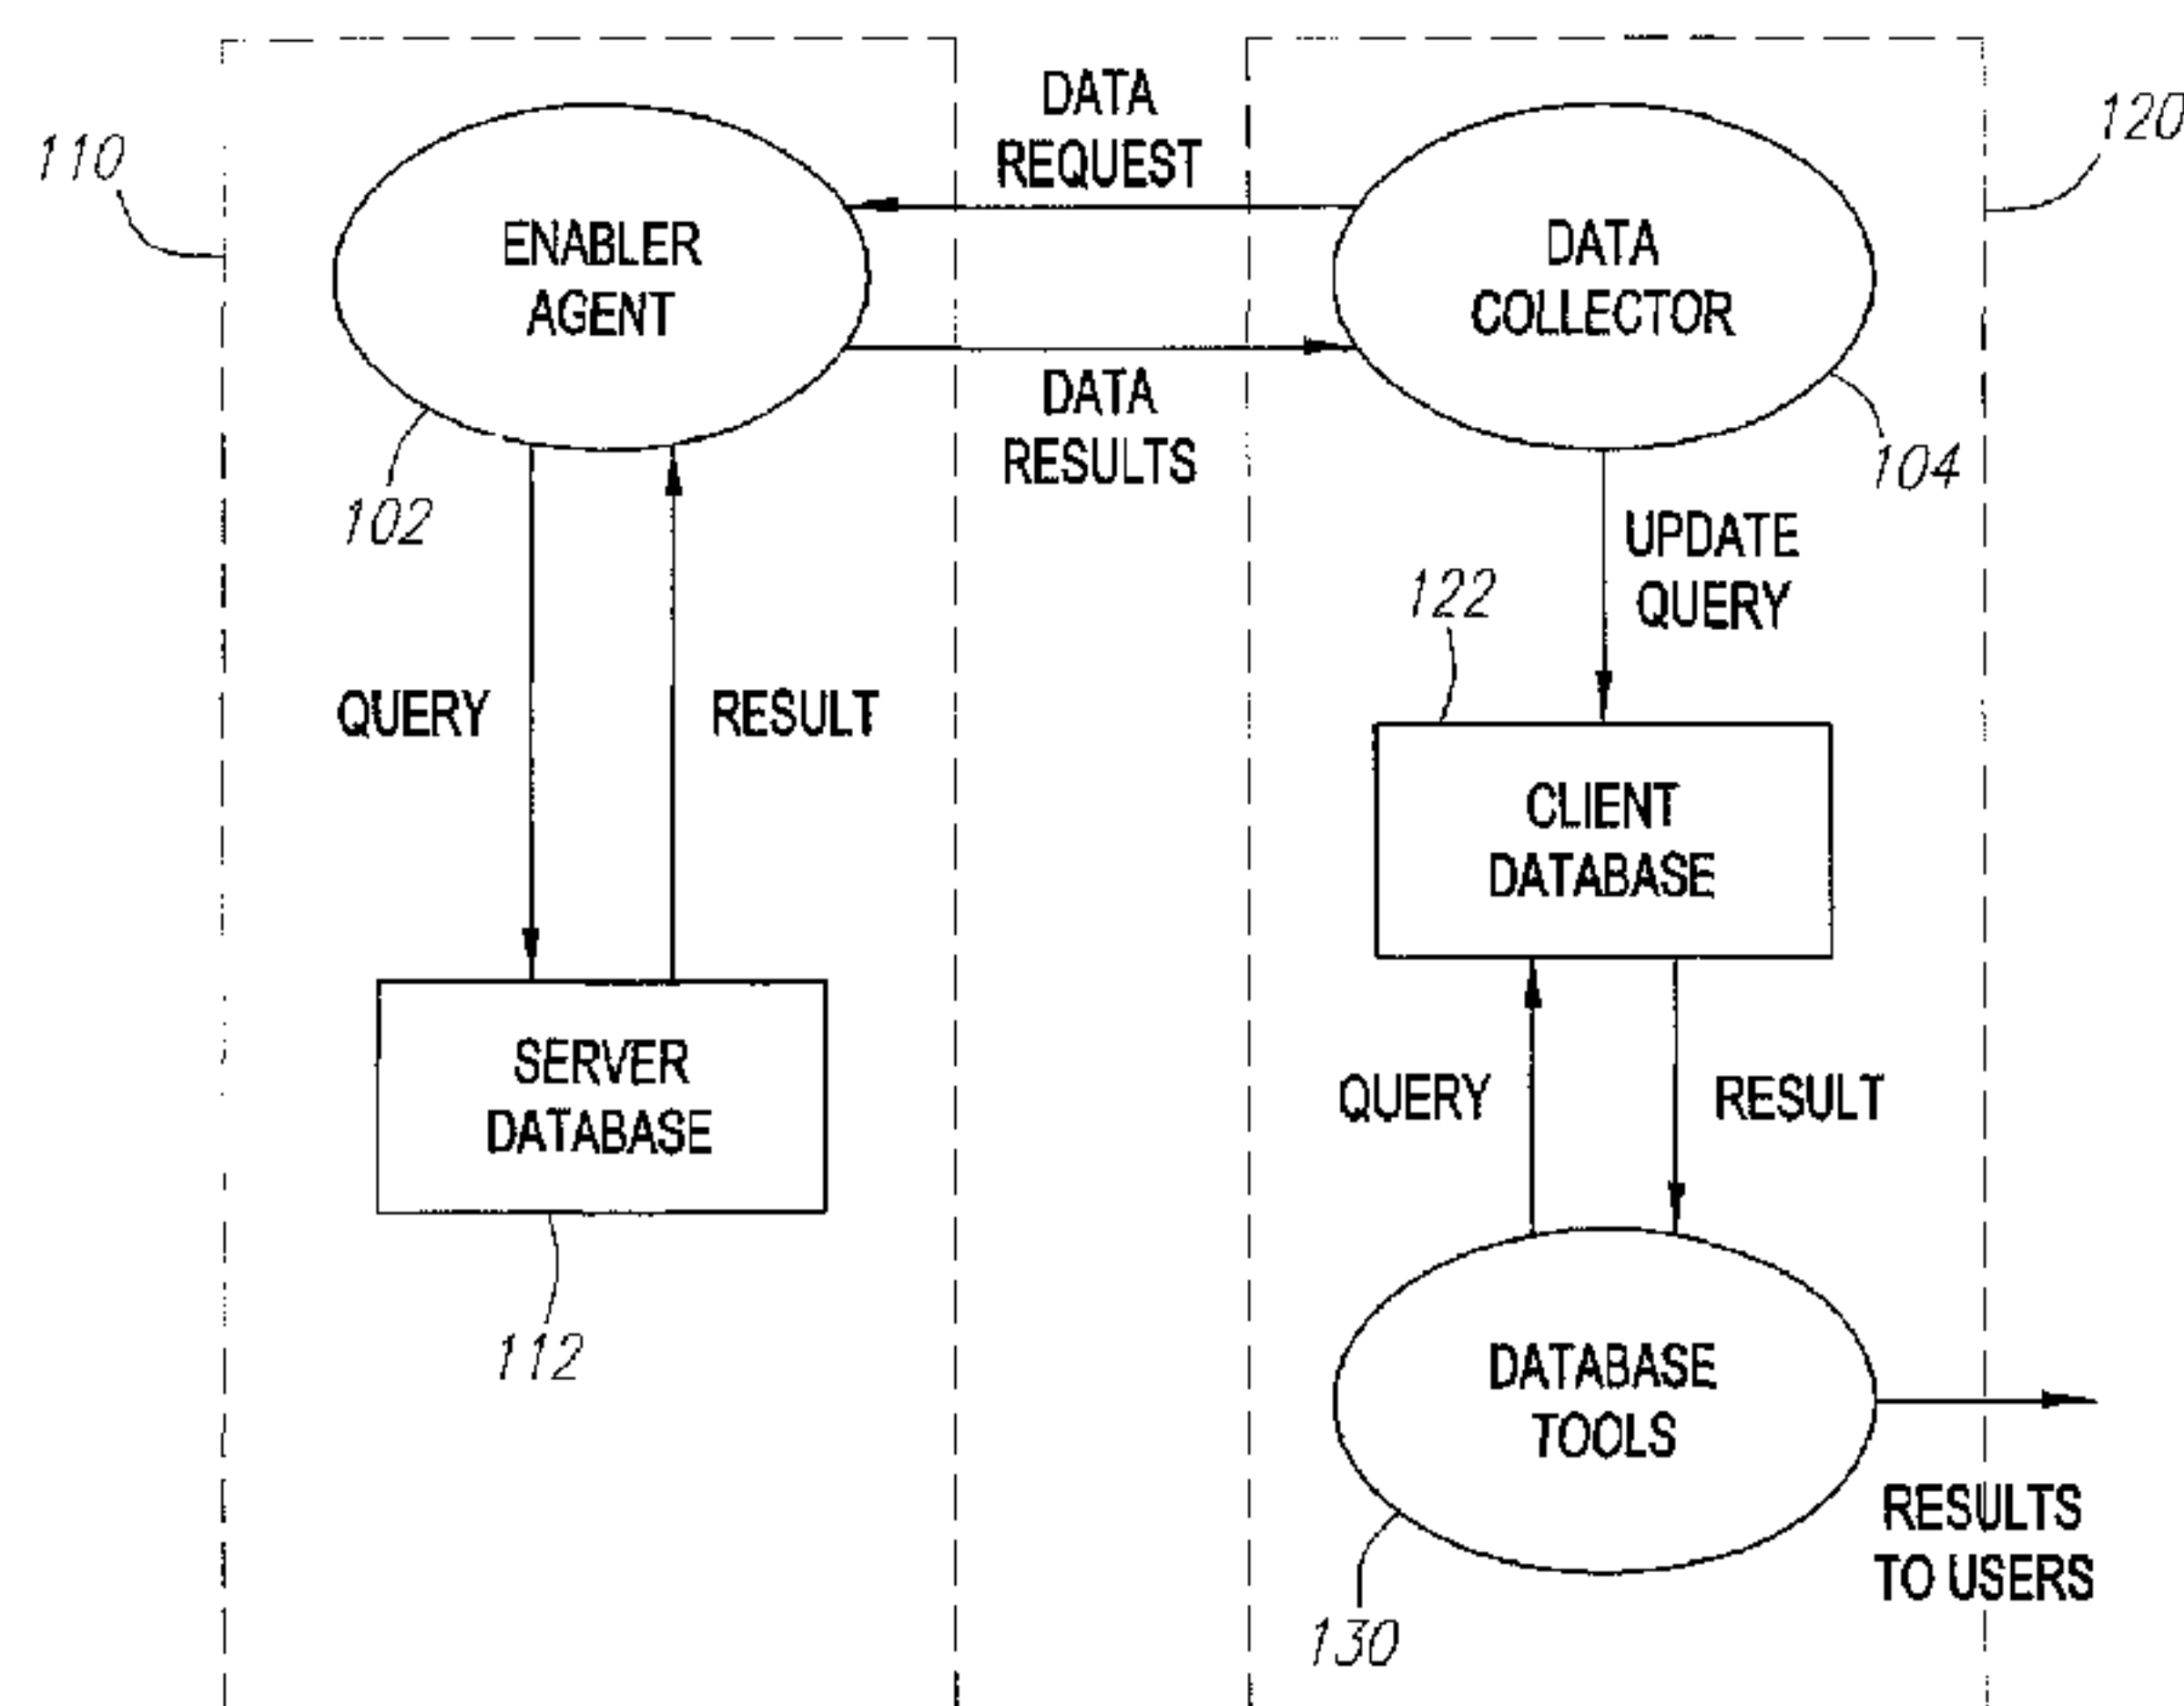 110
ENABLER
AGENT
102
DATA
REQUEST
DATA
RESULTS
DATA
COLLECTOR
120
104
UPDATE
QUERY
122
QUERY
RESULT
CLIENT
DATABASE
SERVER
DATABASE
112
QUERY
RESULT
DATABASE
TOOLS
130
RESULTS
TO USERS